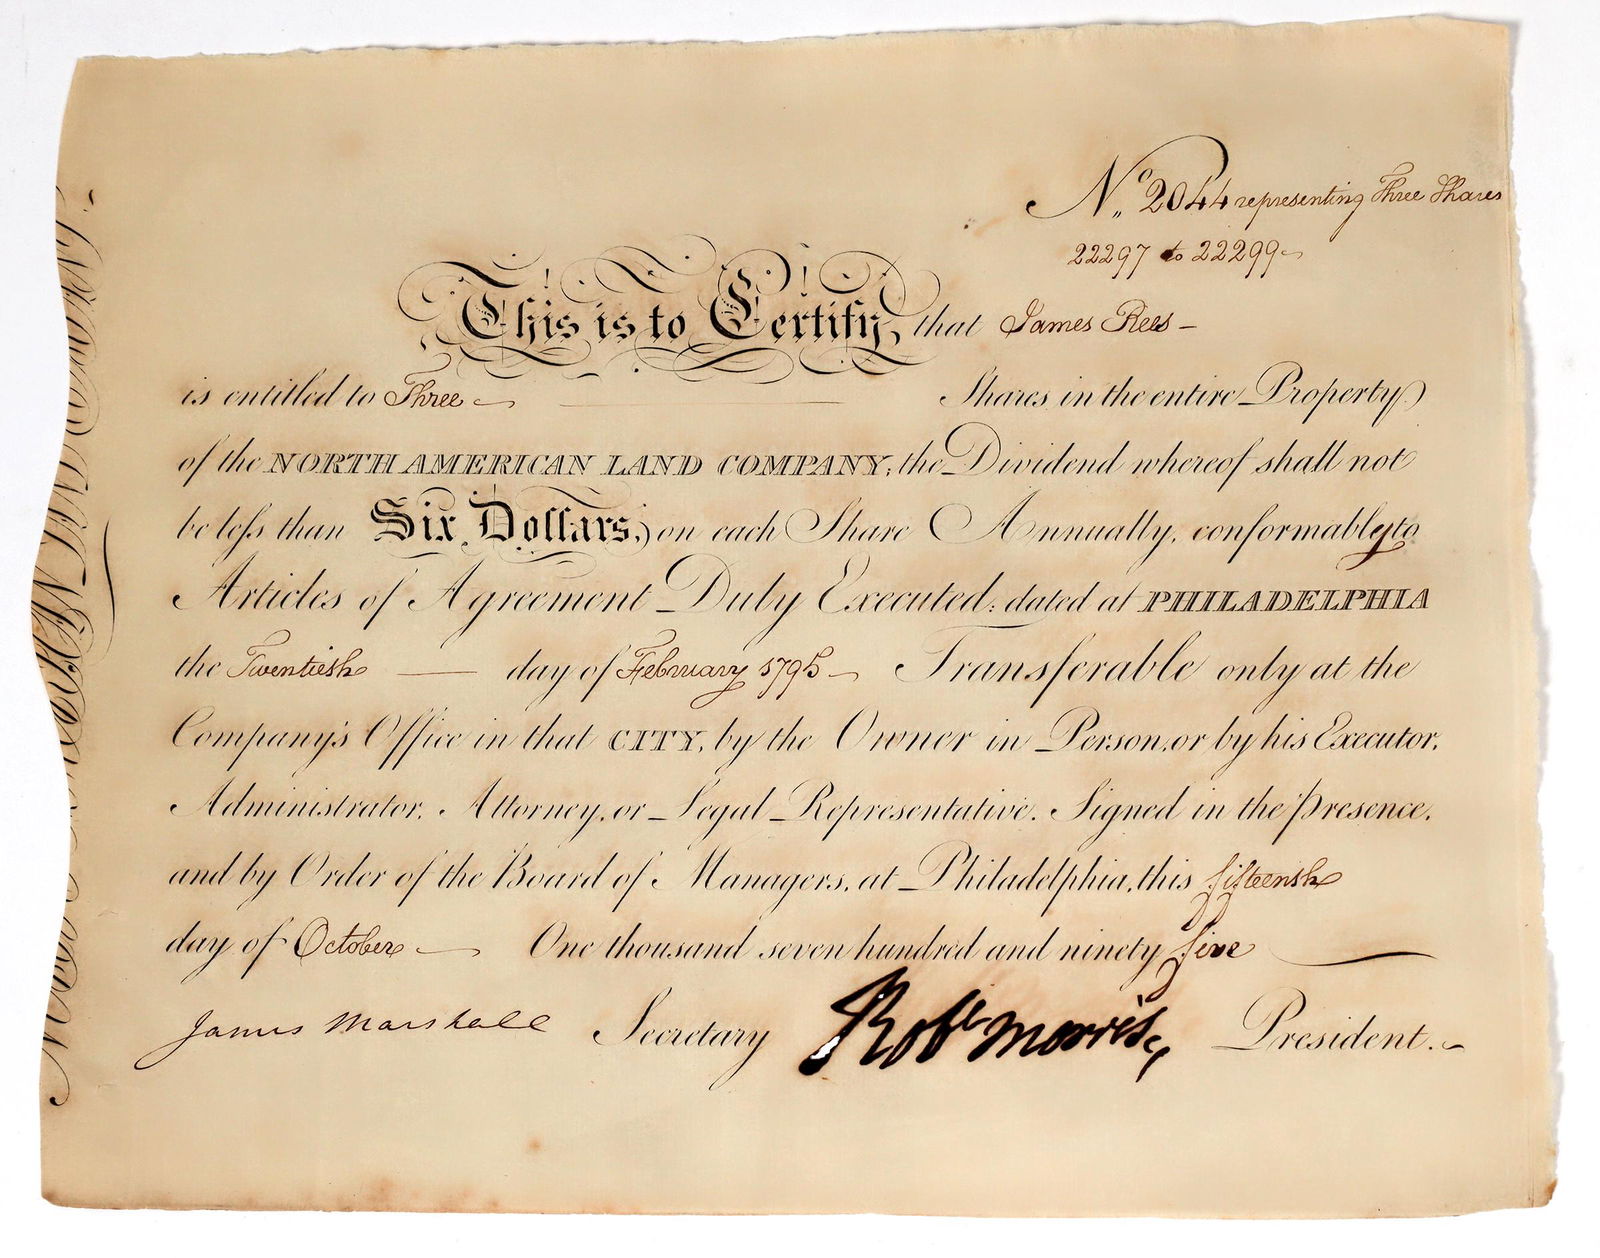 No. 2044 representing Three Shares
22297 to 22299
This is to Certify, that James Rees
is entitled to Three Shares in the entire Property
of the NORTH AMERICAN LAND COMPANY; the Dividend whereof shall not
be leſs than Six Dollars, on each Share Annually, conformably to
Articles of Agreement Duly Executed: dated at PHILADELPHIA
the Twentieth day of February 1795 Transferable only at the
Company's Office in that CITY, by the Owner in Person, or by his Executor,
Administrator, Attorney, or Legal Representative. Signed in the presence,
and by Order of the Board of Managers, at Philadelphia, this fifteenth
day of October One thousand seven hundred and ninety five
James Marshall Secretary Robt Morris President.